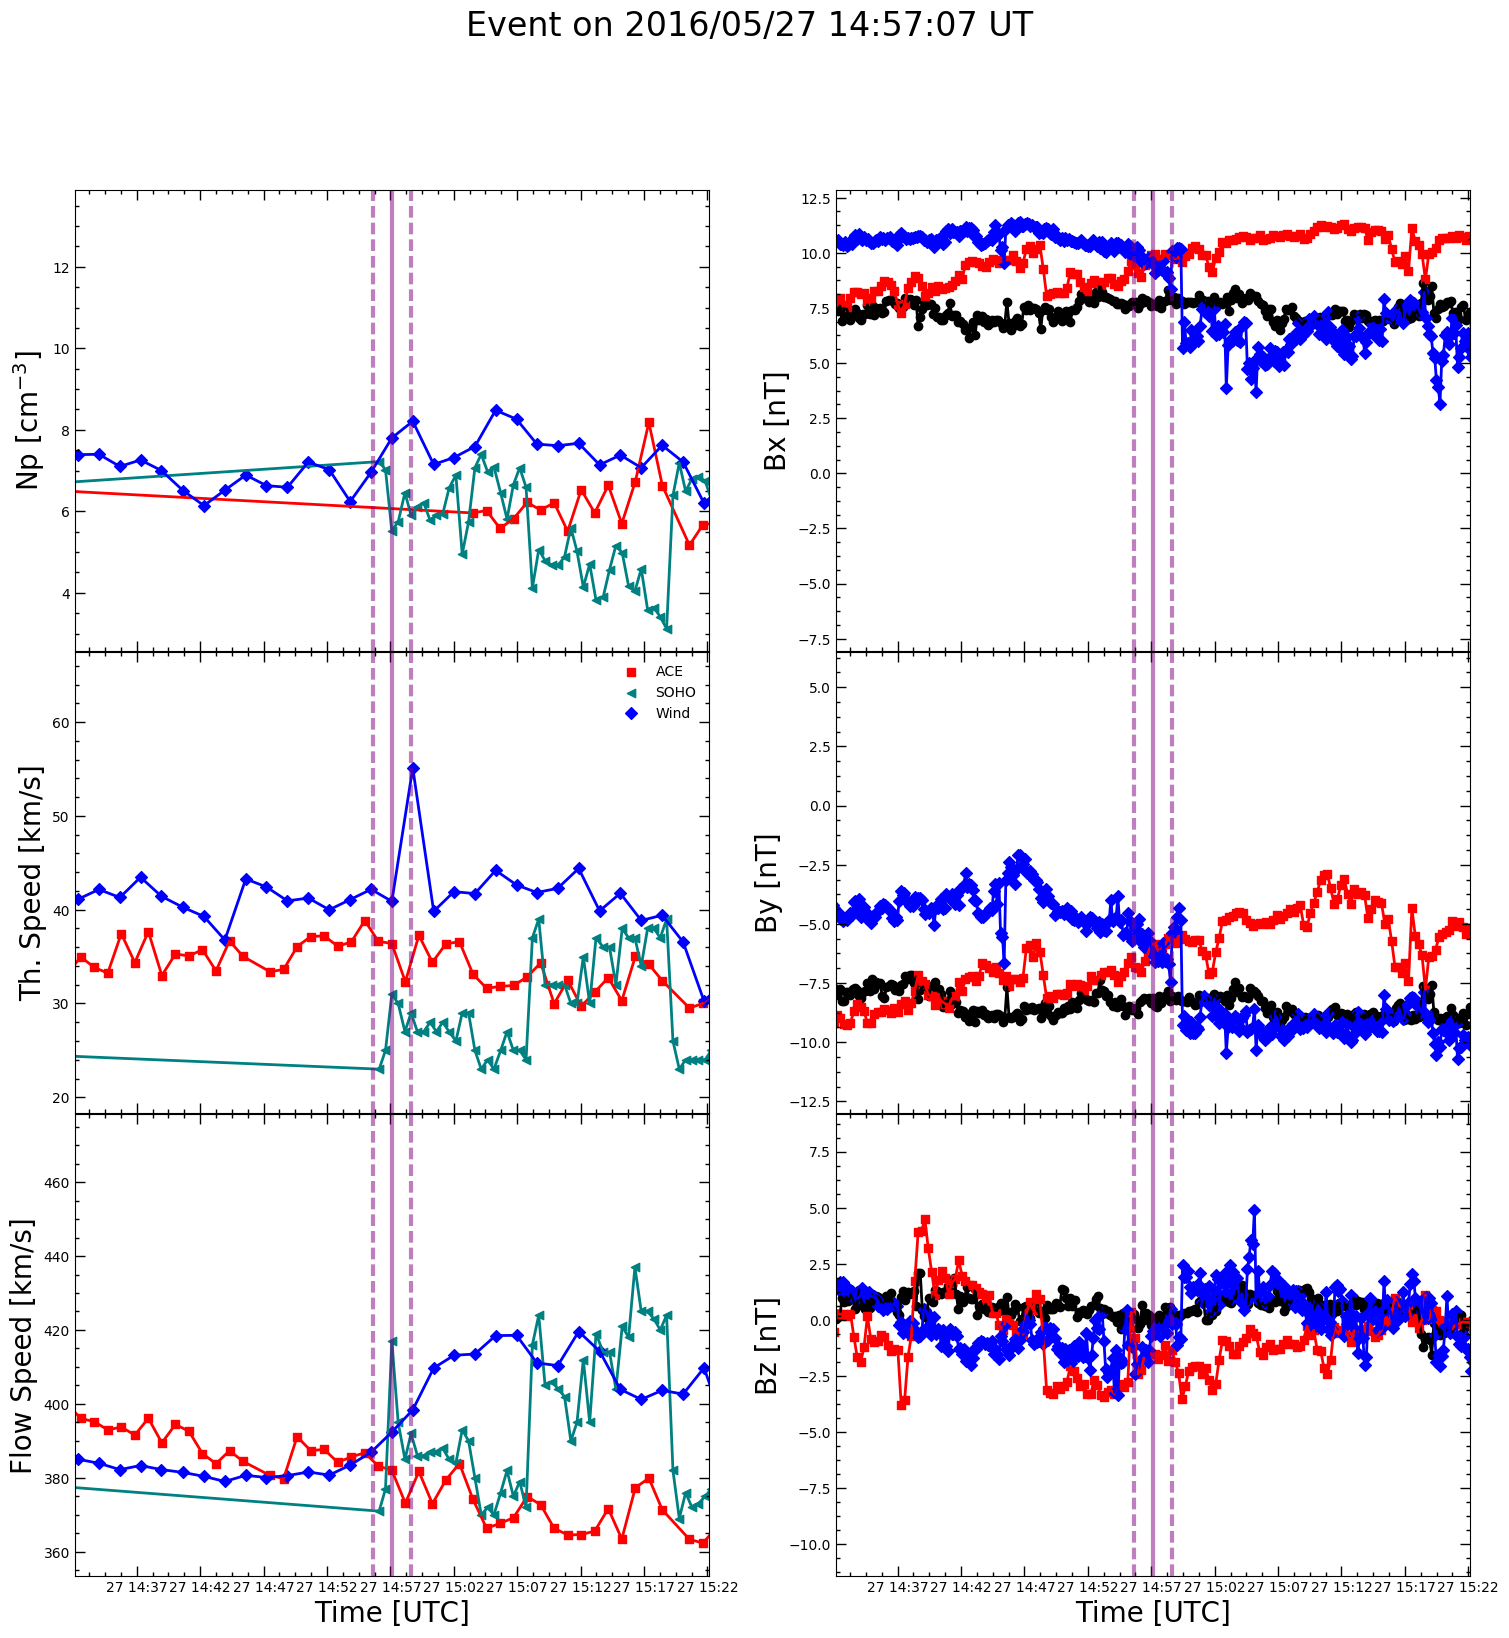 Event on 2016/05/27 14:57:07 UT
Np [cm⁻³]
12
10
8
6
4
Th. Speed [km/s]
60
50
40
30
20
ACE
SOHO
Wind
Flow Speed [km/s]
460
440
420
400
380
360
27 14:37 27 14:42 27 14:47 27 14:52 27 14:57 27 15:02 27 15:07 27 15:12 27 15:17 27 15:22
Time [UTC]
Bx [nT]
12.5
10.0
7.5
5.0
2.5
0.0
−2.5
−5.0
−7.5
By [nT]
5.0
2.5
0.0
−2.5
−5.0
−7.5
−10.0
−12.5
Bz [nT]
7.5
5.0
2.5
0.0
−2.5
−5.0
−7.5
−10.0
27 14:37 27 14:42 27 14:47 27 14:52 27 14:57 27 15:02 27 15:07 27 15:12 27 15:17 27 15:22
Time [UTC]